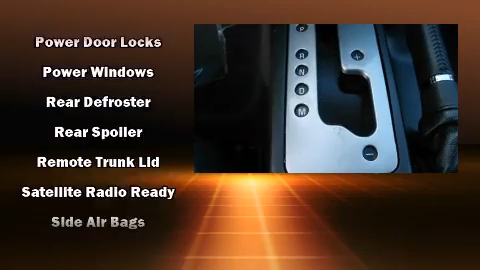 Power Door Locks
Power Windows
Rear Defroster
Rear Spoiler
Remote Trunk Lid
Satellite Radio Ready
Side Air Bags
P
R
N
D
M
+
-